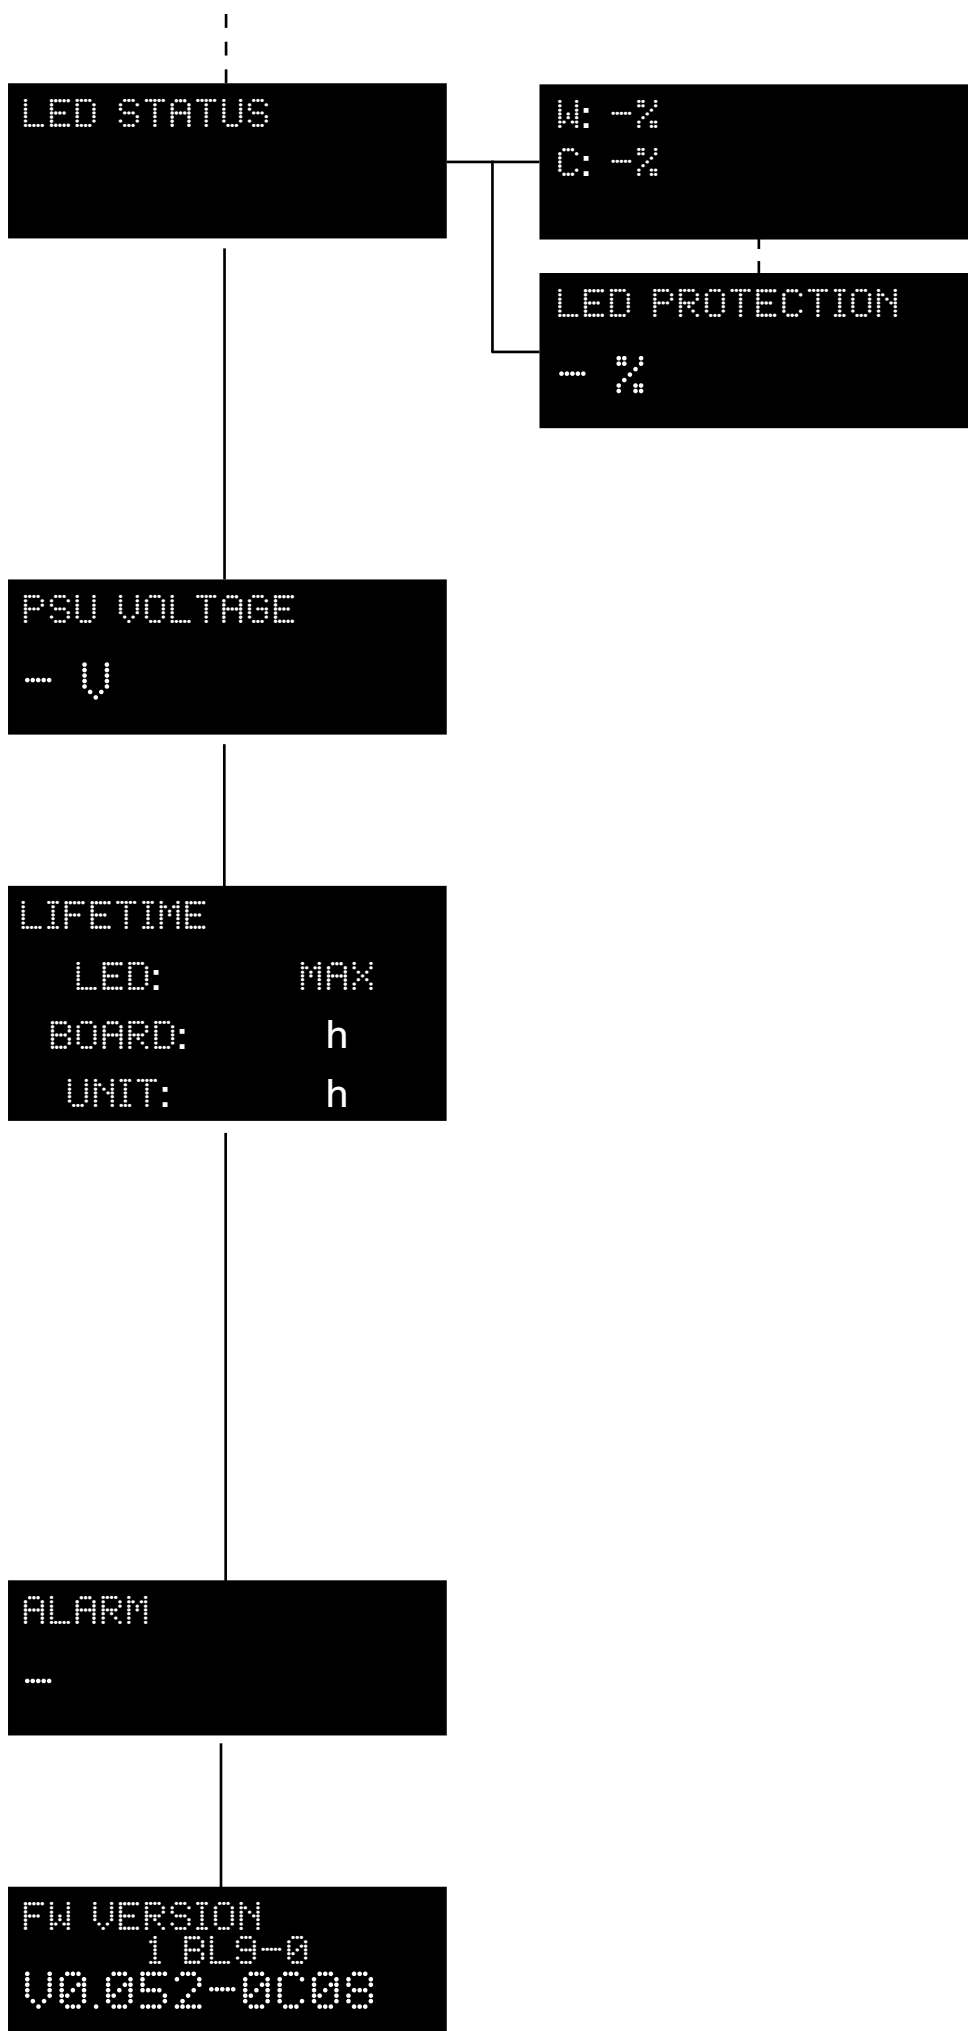 LED STATUS
W: -%
C: -%
LED PROTECTION
- %
PSU VOLTAGE
- V
LIFETIME
LED: MAX
BOARD: h
UNIT: h
ALARM
-
FW VERSION
1 BL9-0
V0.052-0C08